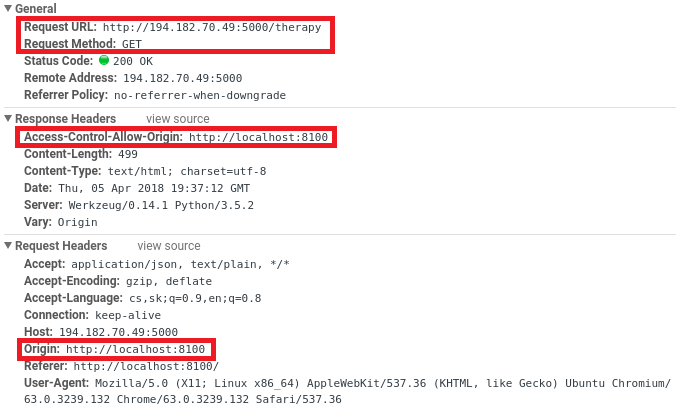 General
Request URL: http://194.182.70.49:5000/therapy
Request Method: GET
Status Code: 200 OK
Remote Address: 194.182.70.49:5000
Referrer Policy: no-referrer-when-downgrade
Response Headers view source
Access-Control-Allow-Origin: http://localhost:8100
Content-Length: 499
Content-Type: text/html; charset=utf-8
Date: Thu, 05 Apr 2018 19:37:12 GMT
Server: Werkzeug/0.14.1 Python/3.5.2
Vary: Origin
Request Headers view source
Accept: application/json, text/plain, */*
Accept-Encoding: gzip, deflate
Accept-Language: cs,sk;q=0.9,en;q=0.8
Connection: keep-alive
Host: 194.182.70.49:5000
Origin: http://localhost:8100
Referer: http://localhost:8100/
User-Agent: Mozilla/5.0 (X11; Linux x86_64) AppleWebKit/537.36 (KHTML, like Gecko) Ubuntu Chromium/
63.0.3239.132 Chrome/63.0.3239.132 Safari/537.36